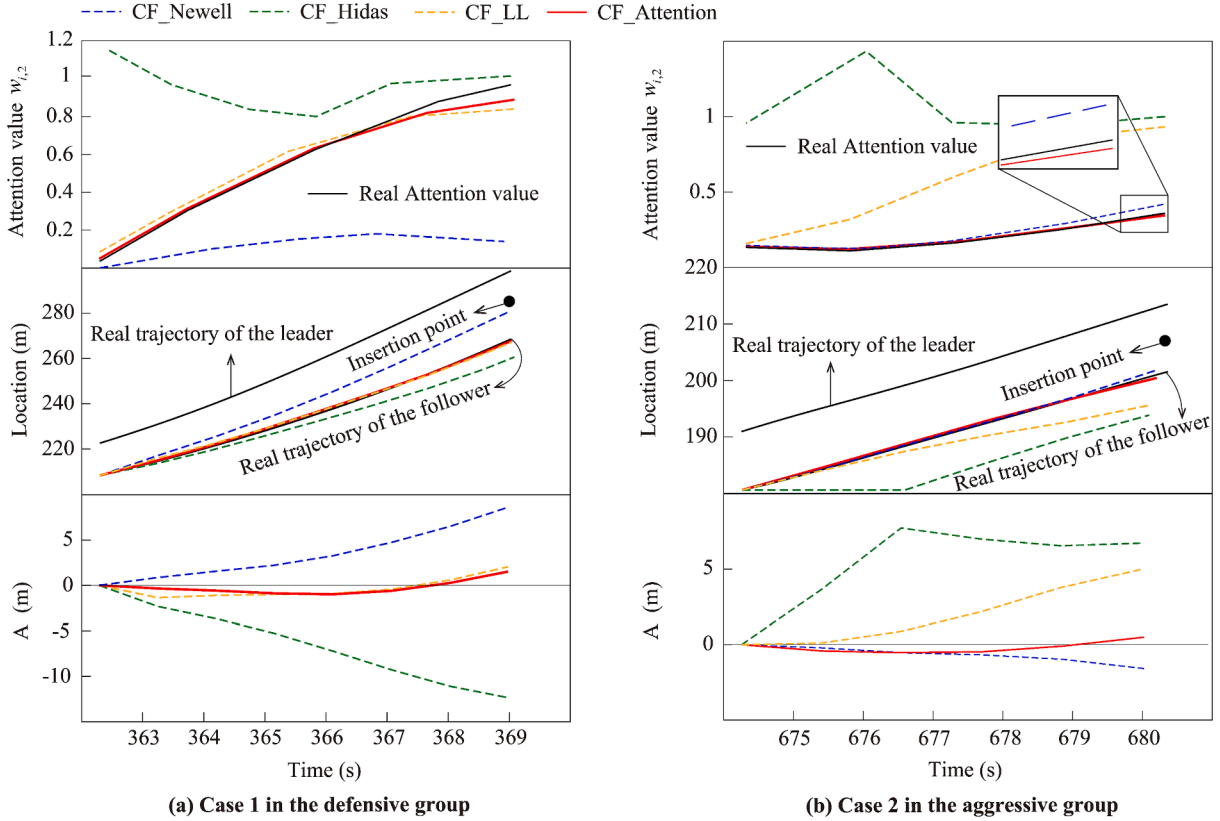 CF_Newell CF_Hidas CF_LL CF_Attention
Attention value w_{i,2}
1.2
1
0.8
0.6
0.4
0.2
Real Attention value
Location (m)
280
260
240
220
Real trajectory of the leader
Insertion point
Real trajectory of the follower
A (m)
5
0
-5
-10
363 364 365 366 367 368 369
Time (s)
(a) Case 1 in the defensive group
Attention value w_{i,2}
1
0.5
Real Attention value
Location (m)
220
210
200
190
Real trajectory of the leader
Insertion point
Real trajectory of the follower
A (m)
5
0
675 676 677 678 679 680
Time (s)
(b) Case 2 in the aggressive group